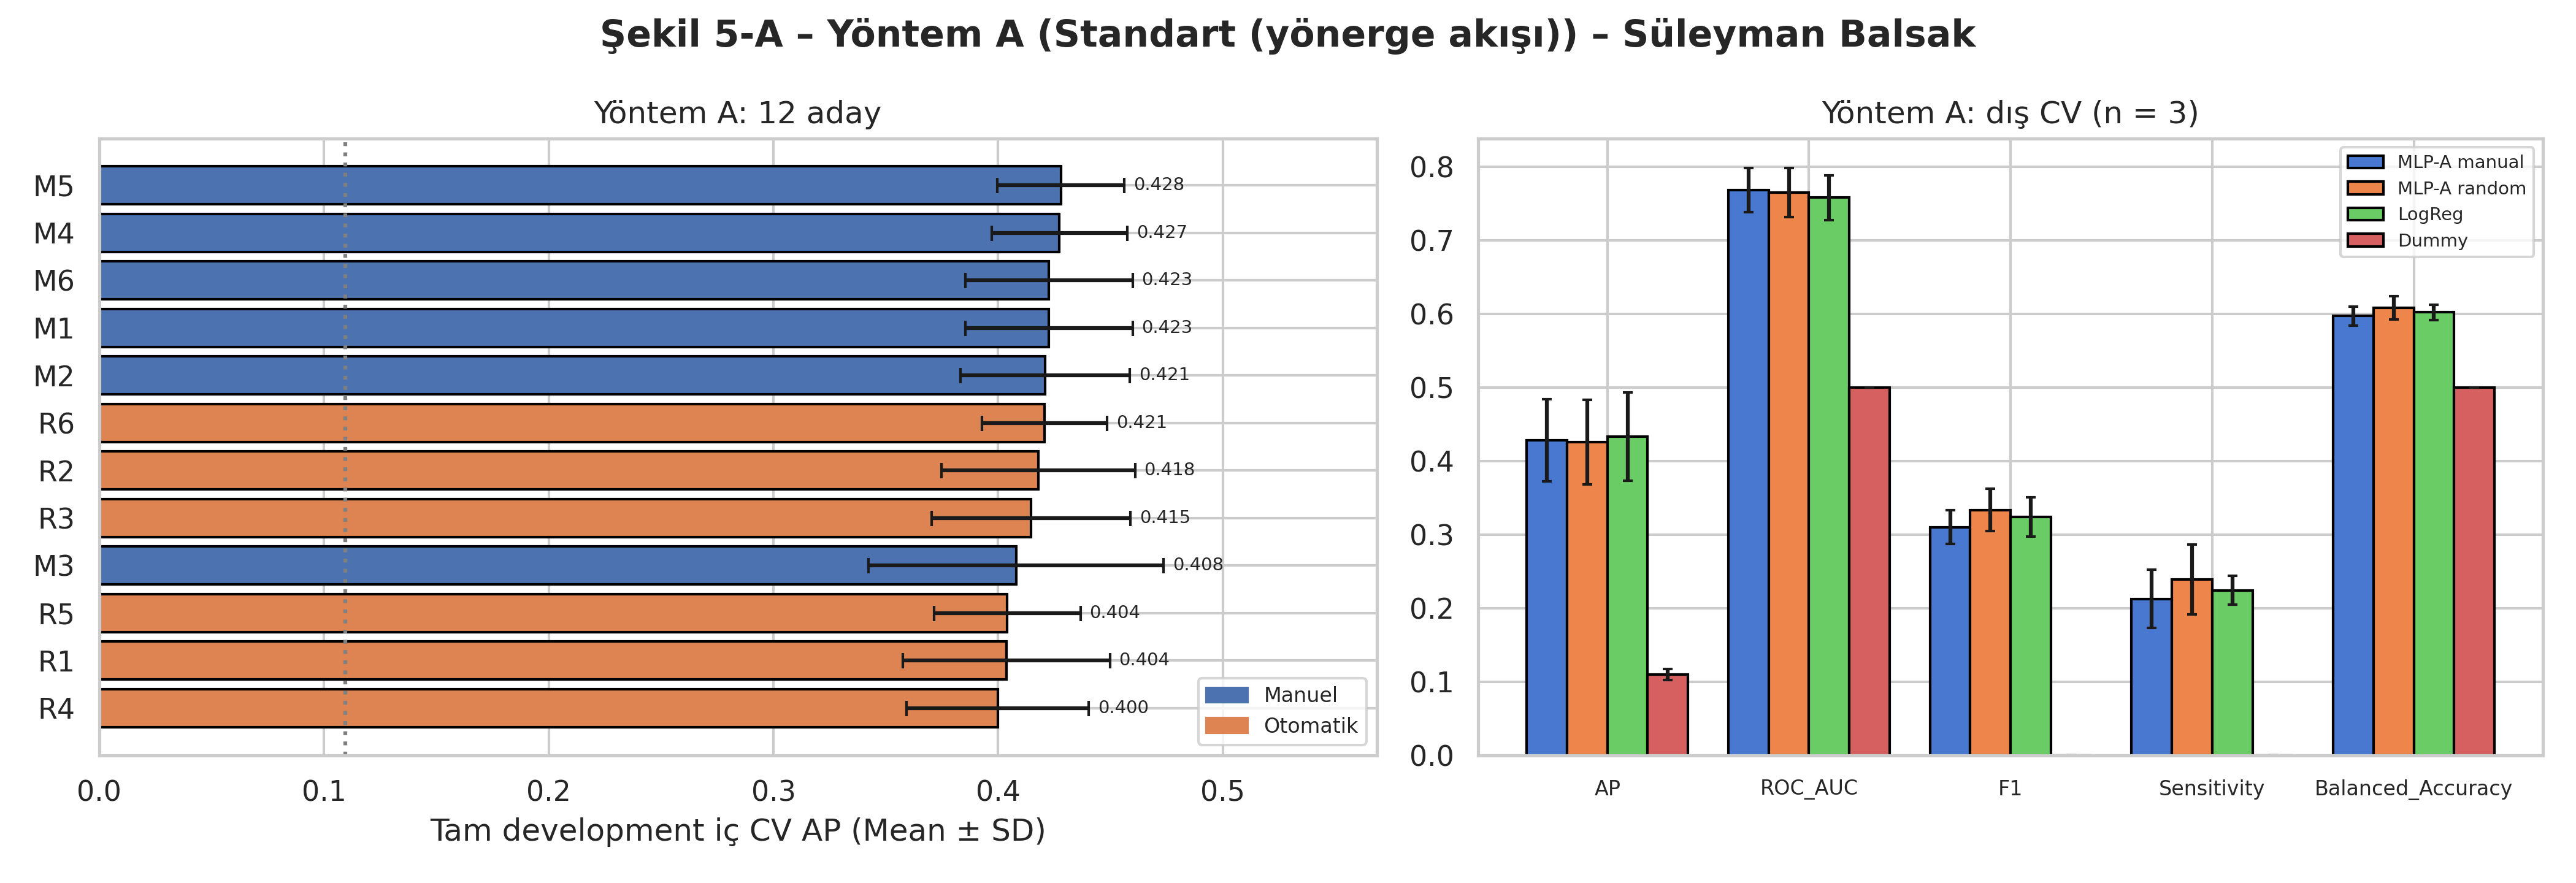 Şekil 5-A – Yöntem A (Standart (yönerge akışı)) – Süleyman Balsak
Yöntem A: 12 aday
M5
0.428
M4
0.427
M6
0.423
M1
0.423
M2
0.421
R6
0.421
R2
0.418
R3
0.415
M3
0.408
R5
0.404
R1
0.404
R4
0.400
Manuel
Otomatik
0.0 0.1 0.2 0.3 0.4 0.5
Tam development iç CV AP (Mean ± SD)
Yöntem A: dış CV (n = 3)
0.8
0.7
0.6
0.5
0.4
0.3
0.2
0.1
0.0
MLP-A manual
MLP-A random
LogReg
Dummy
AP ROC_AUC F1 Sensitivity Balanced_Accuracy